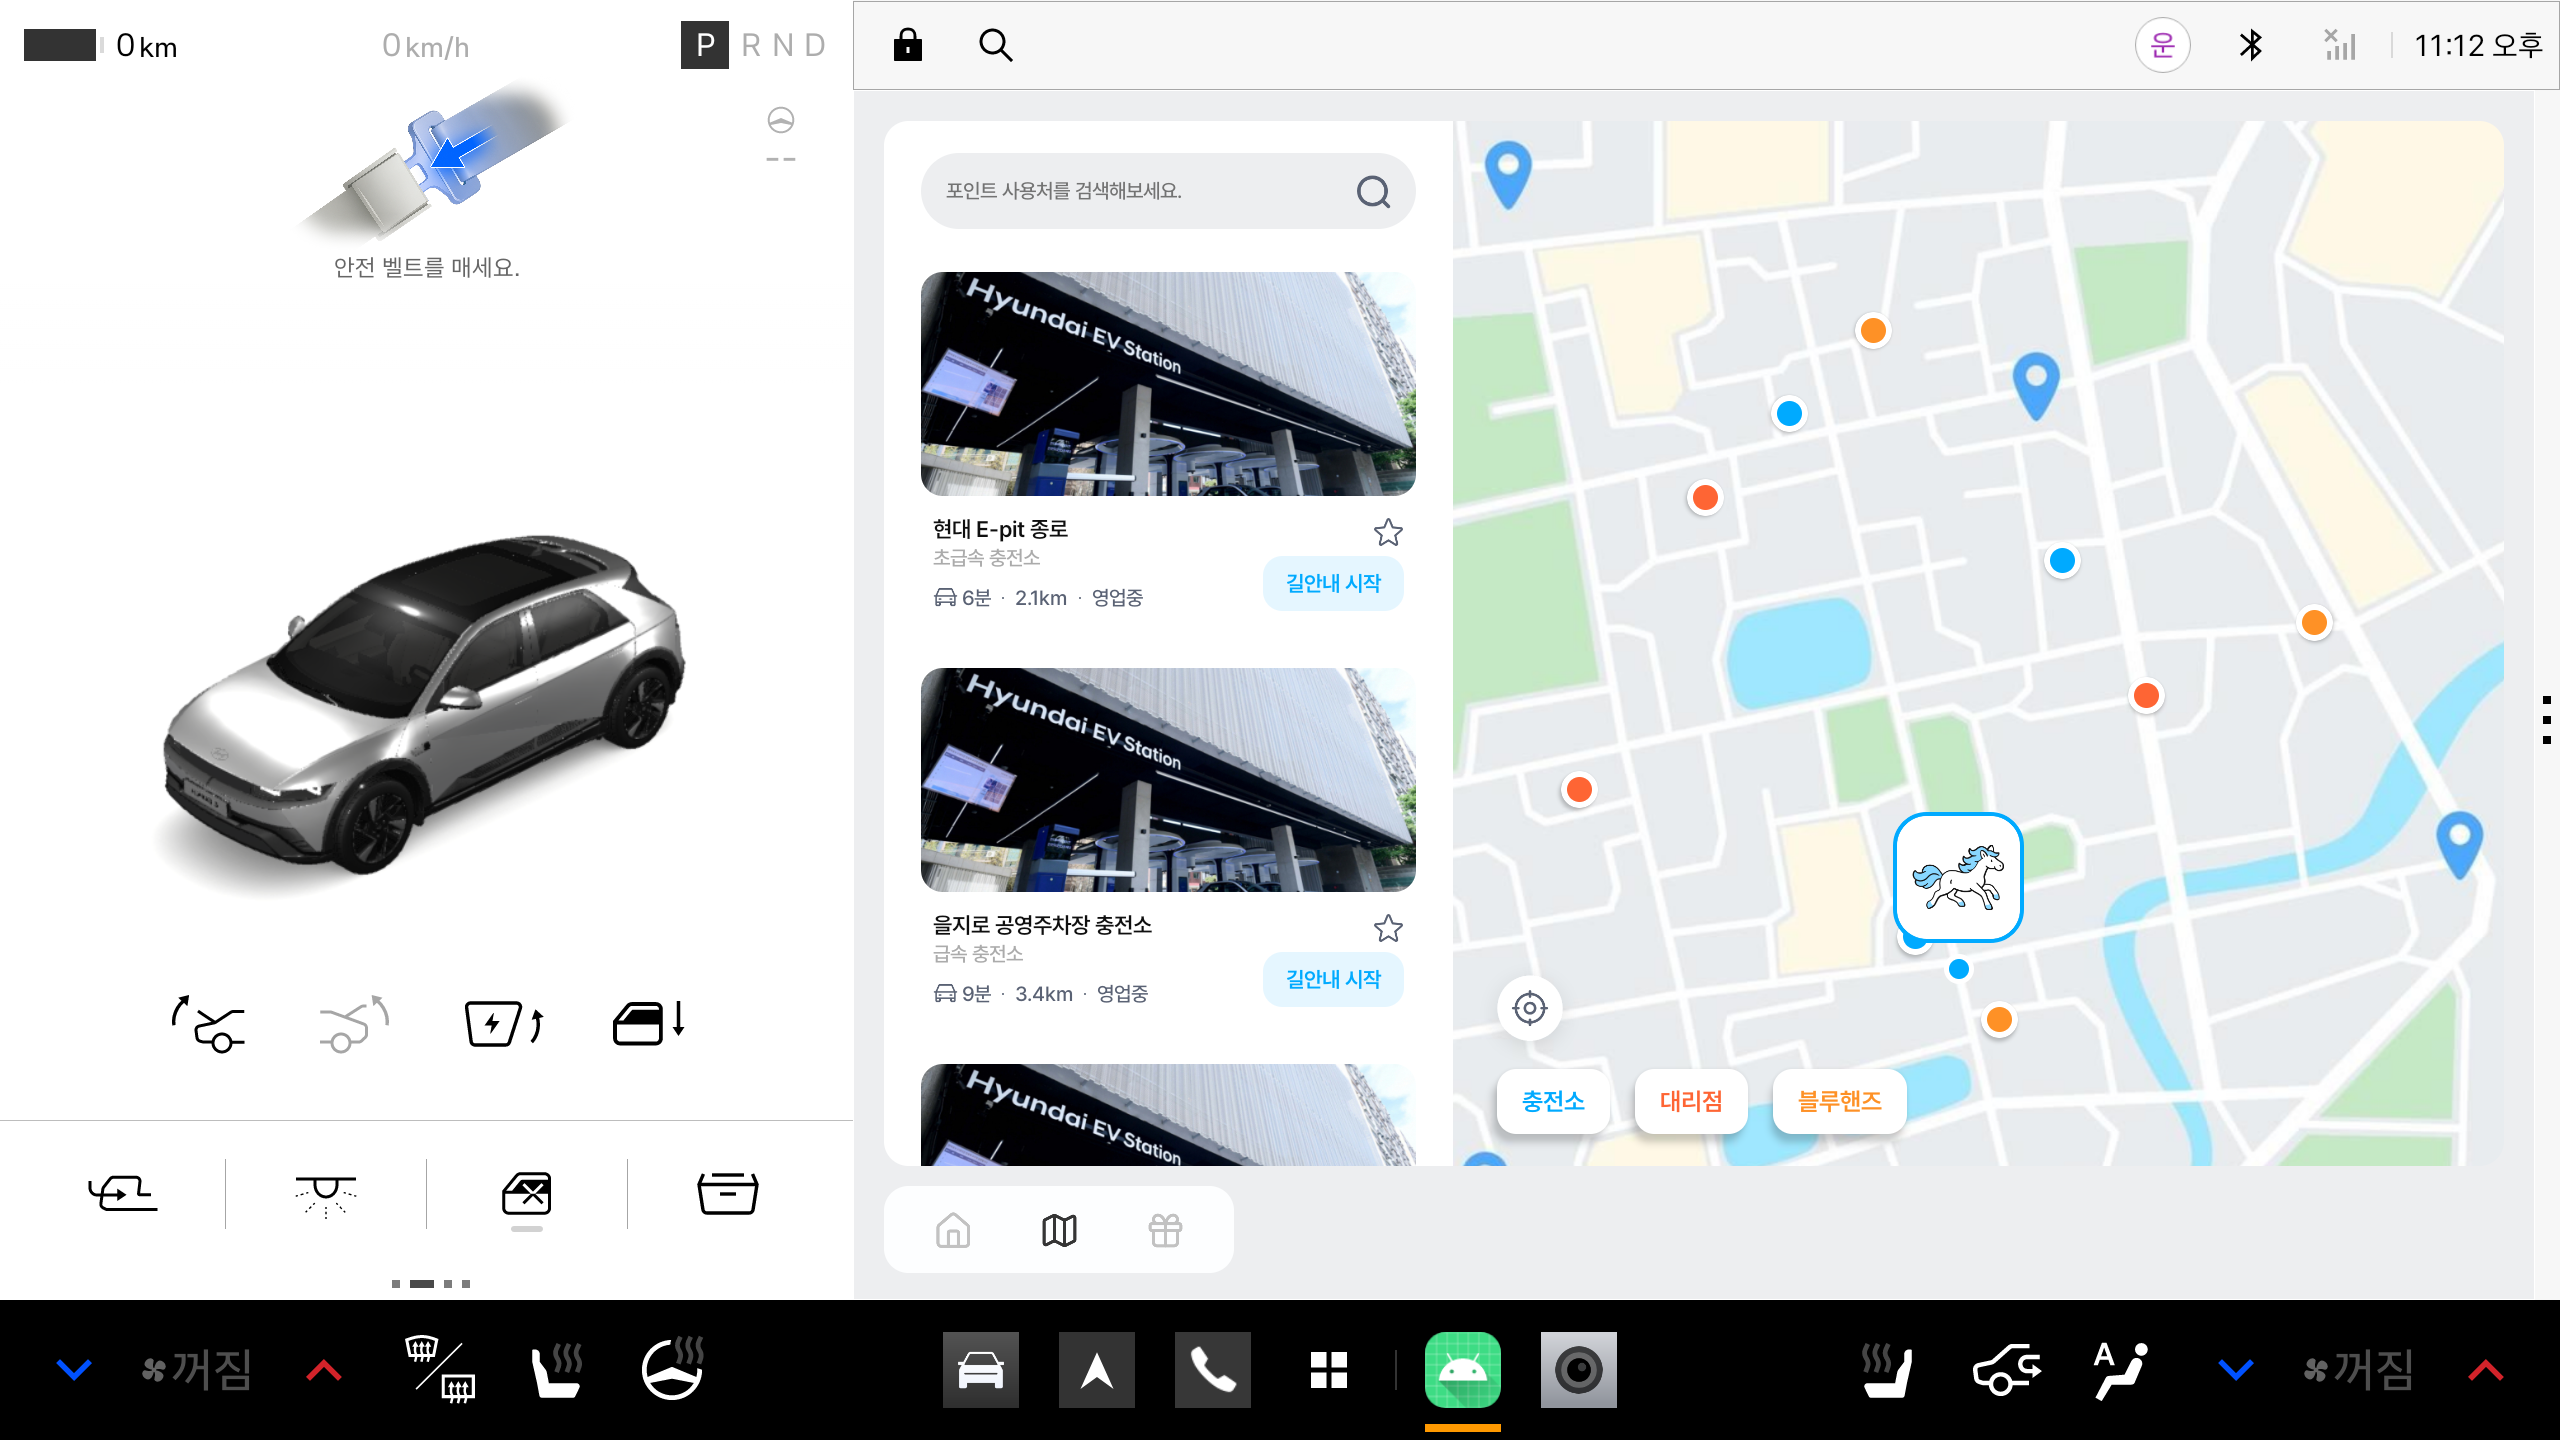 0 km
0 km/h
P R N D
운
11:12 오후
안전 벨트를 매세요.
포인트 사용처를 검색해보세요.
Hyundai EV Station
현대 E-pit 종로
초급속 충전소
6분 · 2.1km · 영업중
길안내 시작
Hyundai EV Station
을지로 공영주차장 충전소
급속 충전소
9분 · 3.4km · 영업중
길안내 시작
Hyundai EV Station
충전소
대리점
블루핸즈
꺼짐
A
꺼짐